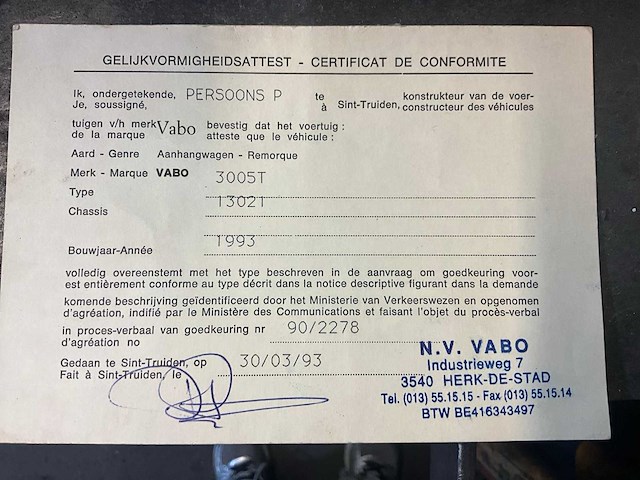 GELIJKVORMIGHEIDSATTEST - CERTIFICAT DE CONFORMITE
Ik, ondergetekende, PERSOONS P te konstrukteur van de voer-
Je, soussigné, à Sint-Truiden, constructeur des véhicules
tuigen v/h merk Vabo bevestig dat het voertuig :
de la marque atteste que le véhicule :
Aard - Genre Aanhangwagen - Remorque
Merk - Marque VABO
Type 3005T
Chassis 13021
Bouwjaar-Année 1993
volledig overeenstemt met het type beschreven in de aanvraag om goedkeuring voor-
est entièrement conforme au type décrit dans la notice descriptive figurant dans la demande
komende beschrijving geïdentificeerd door het Ministerie van Verkeerswezen en opgenomen
d'agréation, indifié par le Ministère des Communications et faisant l'objet du procès-verbal
in proces-verbaal van goedkeuring nr 90/2278
d'agréation no
Gedaan te Sint-Truiden, op 30/03/93
Fait à Sint-Truiden, le
N.V. VABO
Industrieweg 7
3540 HERK-DE-STAD
Tel. (013) 55.15.15 - Fax (013) 55.15.14
BTW BE416343497